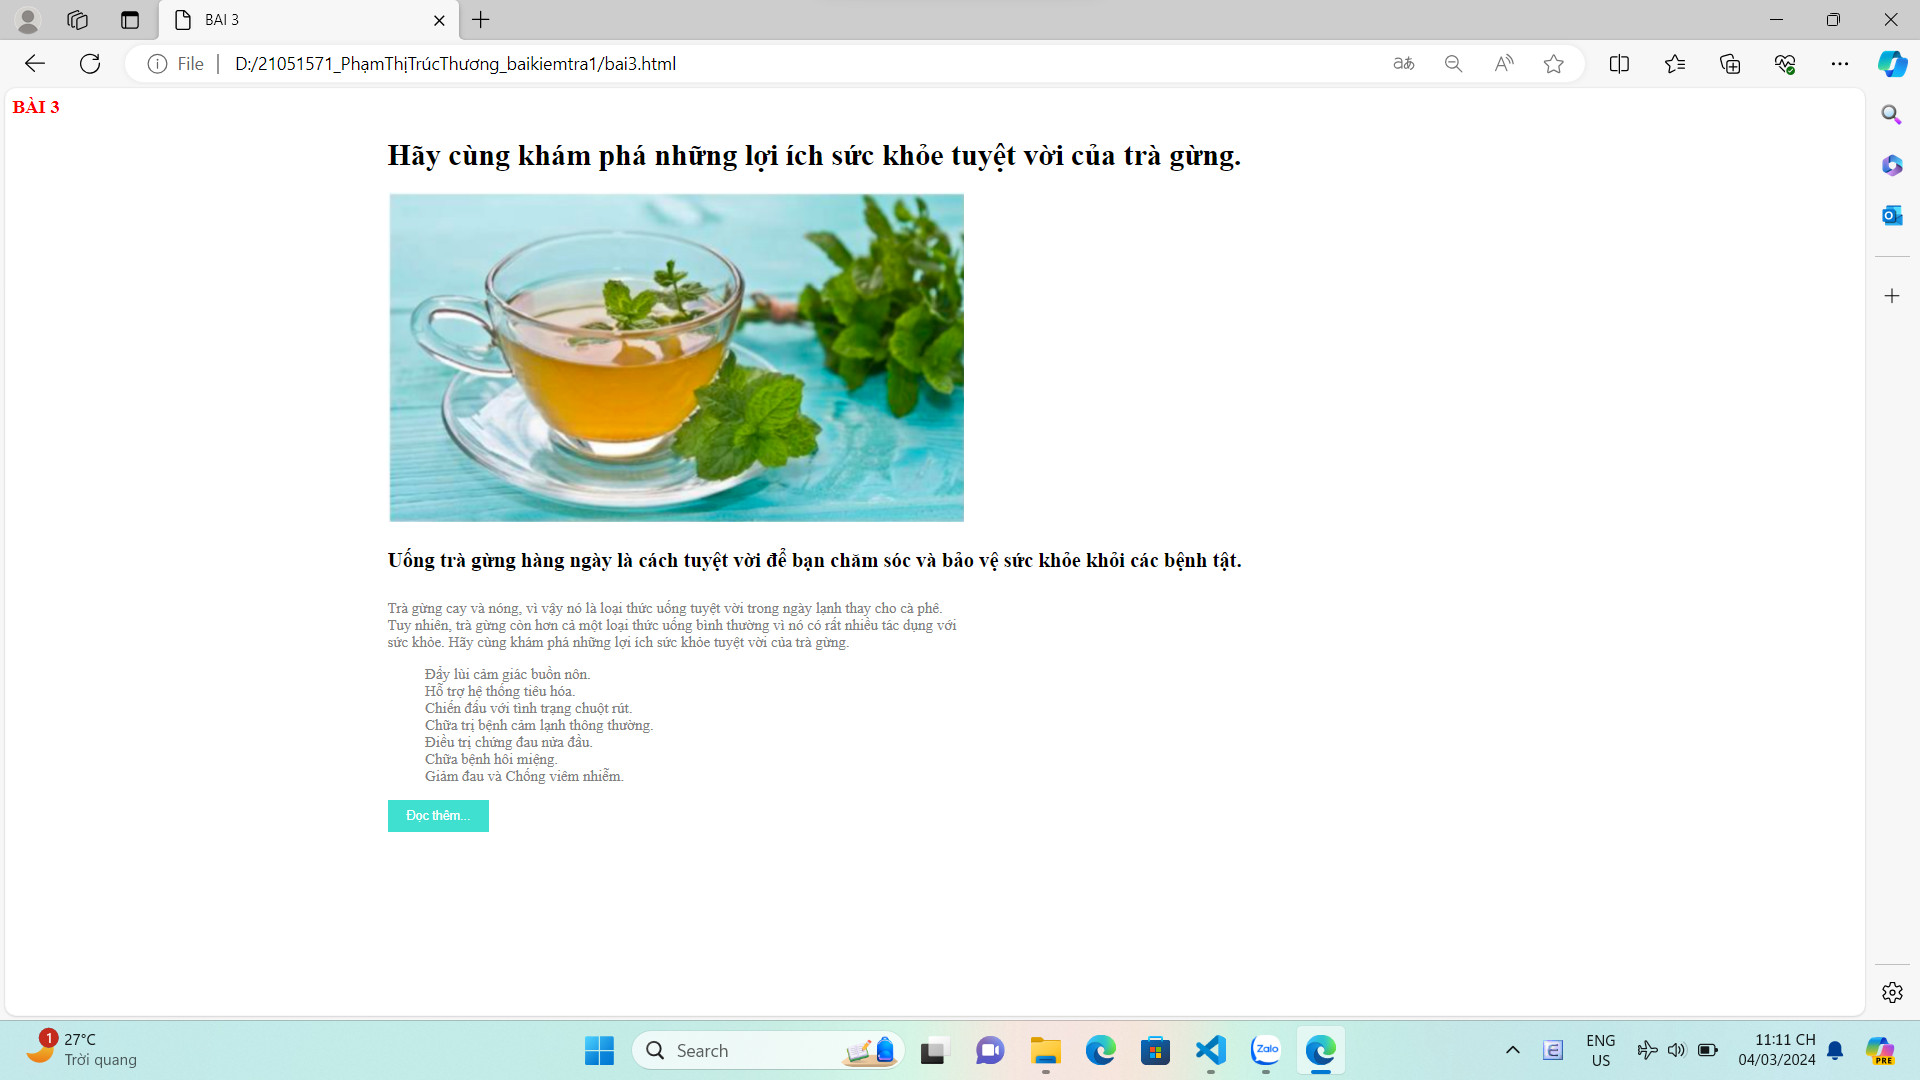 BAI 3
File
D:/21051571_PhạmThịTrúcThương_baikiemtra1/bai3.html
BÀI 3
Hãy cùng khám phá những lợi ích sức khỏe tuyệt vời của trà gừng.
Uống trà gừng hàng ngày là cách tuyệt vời để bạn chăm sóc và bảo vệ sức khỏe khỏi các bệnh tật.
Trà gừng cay và nóng, vì vậy nó là loại thức uống tuyệt vời trong ngày lạnh thay cho cà phê.
Tuy nhiên, trà gừng còn hơn cả một loại thức uống bình thường vì nó có rất nhiều tác dụng với
sức khỏe. Hãy cùng khám phá những lợi ích sức khỏe tuyệt vời của trà gừng.
Đẩy lùi cảm giác buồn nôn.
Hỗ trợ hệ thống tiêu hóa.
Chiến đấu với tình trạng chuột rút.
Chữa trị bệnh cảm lạnh thông thường.
Điều trị chứng đau nửa đầu.
Chữa bệnh hôi miệng.
Giảm đau và Chống viêm nhiễm.
Đọc thêm...
1
27°C
Trời quang
Search
Zalo
ENG
US
11:11 CH
04/03/2024
PRE